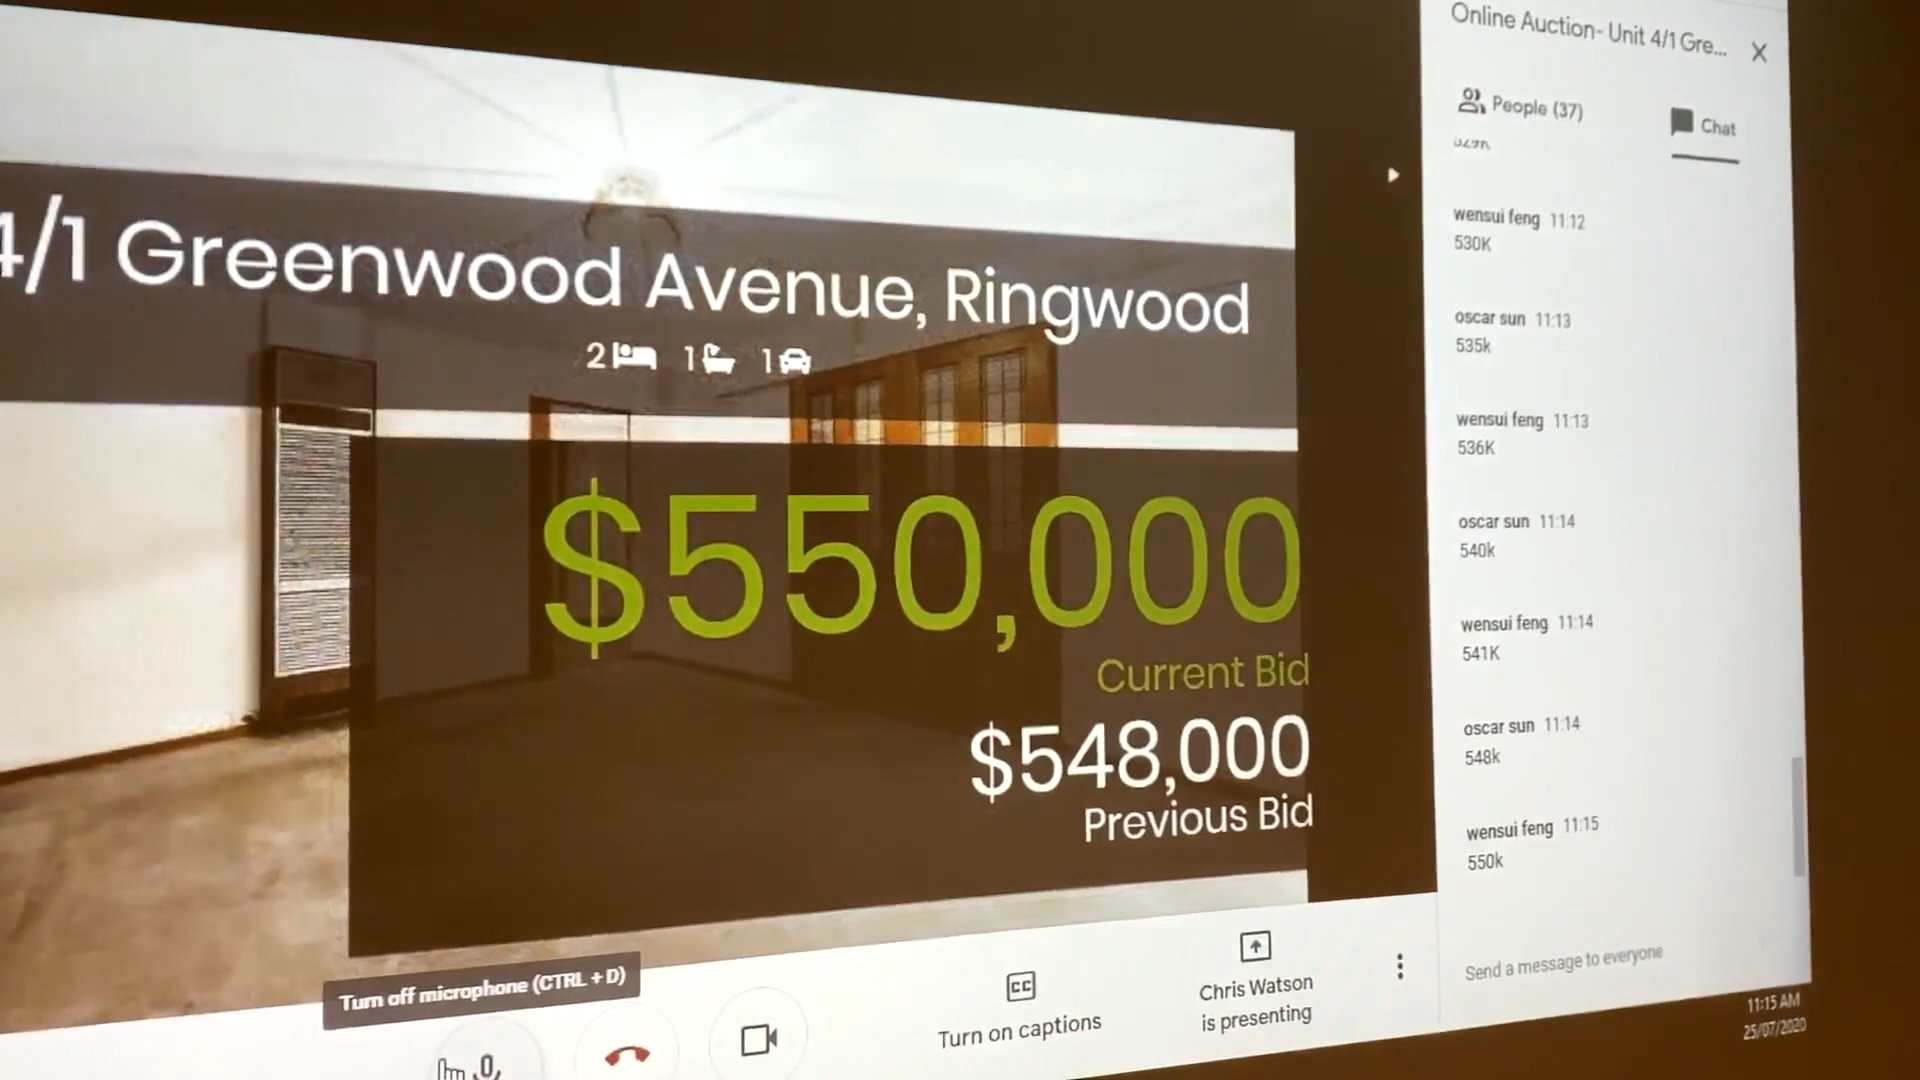 4/1 Greenwood Avenue, Ringwood
2 1 1
$550,000
Current Bid
$548,000
Previous Bid
Turn off microphone (CTRL + D)
Turn on captions
Chris Watson
is presenting
Online Auction- Unit 4/1 Gre...
People (37)
Chat
wensui feng 11:12
530K
oscar sun 11:13
535k
wensui feng 11:13
536K
oscar sun 11:14
540k
wensui feng 11:14
541K
oscar sun 11:14
548k
wensui feng 11:15
550k
Send a message to everyone
11:15 AM
25/07/2020